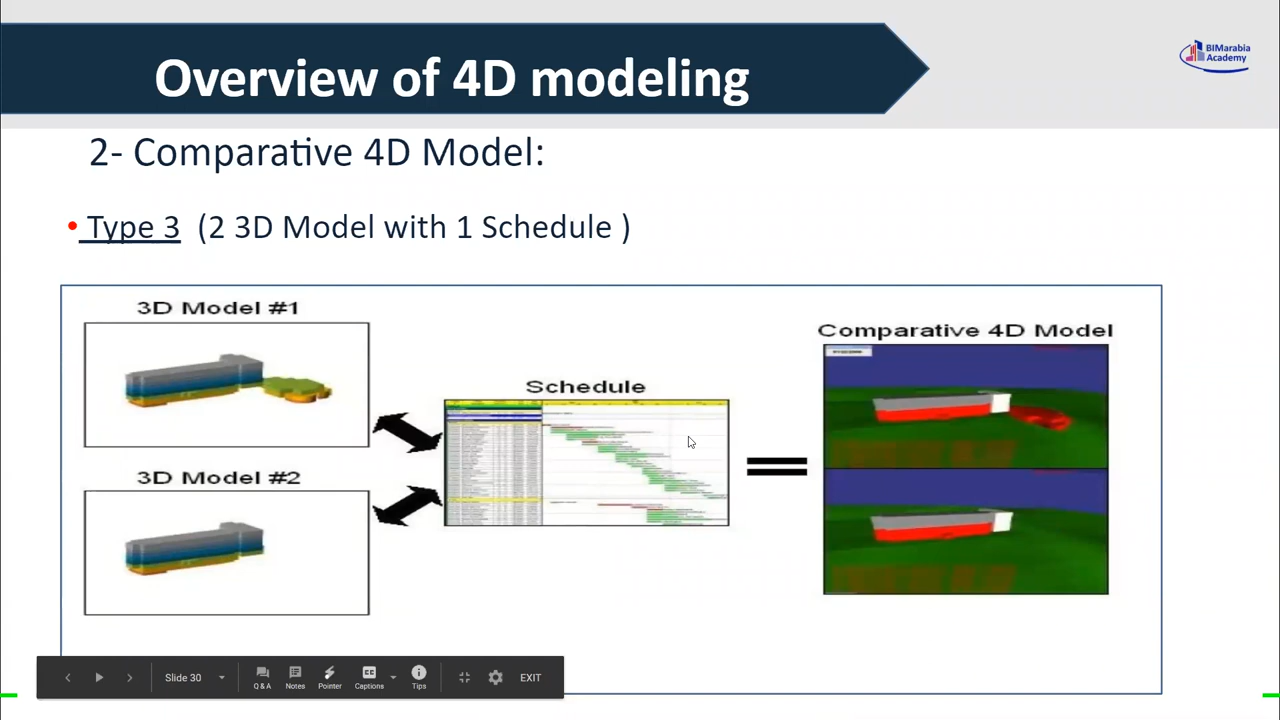 Overview of 4D modeling
BIMarabia
Academy
2- Comparative 4D Model:
• Type 3 (2 3D Model with 1 Schedule )
3D Model #1
Comparative 4D Model
Schedule
3D Model #2
Slide 30
Q & A
Notes
Pointer
Captions
Tips
EXIT